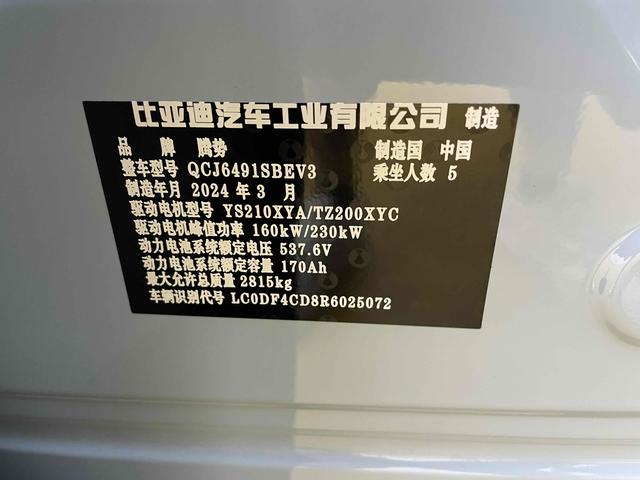 比亚迪汽车工业有限公司 制造
品 牌 腾势 制造国 中国
整车型号 QCJ6491SBEV3 乘坐人数 5
制造年月 2024 年 3 月
驱动电机型号 YS210XYA/TZ200XYC
驱动电机峰值功率 160kW/230kW
动力电池系统额定电压 537.6V
动力电池系统额定容量 170Ah
最大允许总质量 2815kg
车辆识别代号 LC0DF4CD8R6025072